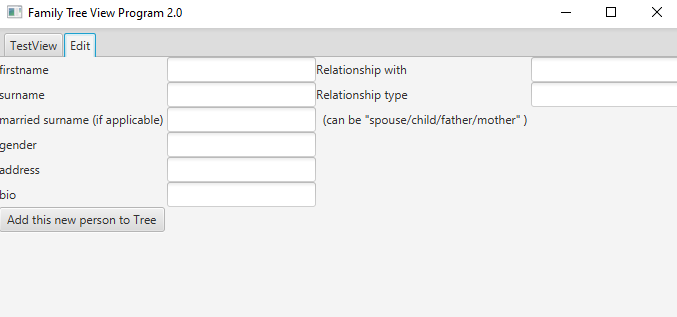 Family Tree View Program 2.0
TestView Edit
firstname Relationship with
surname Relationship type
married surname (if applicable) (can be "spouse/child/father/mother" )
gender
address
bio
Add this new person to Tree